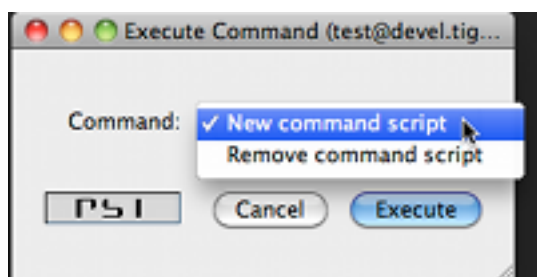 Execute Command (test@devel.tig...
Command: ✓ New command script
Remove command script
PSI Cancel Execute